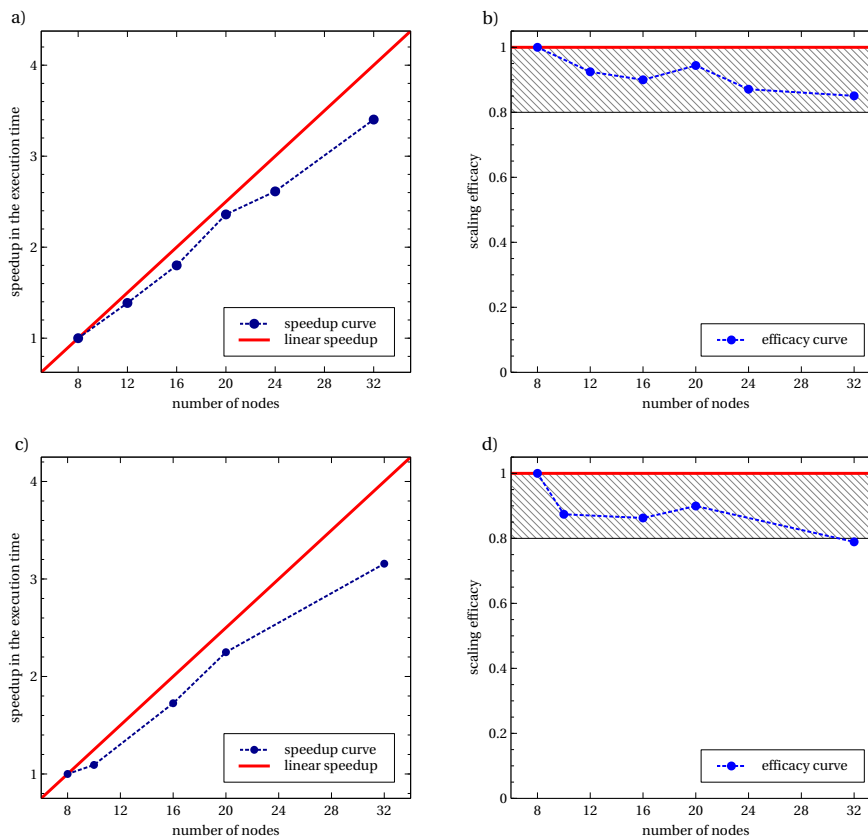 a)
speedup in the execution time
4
3
2
1
speedup curve
linear speedup
8 12 16 20 24 28 32
number of nodes
b)
scaling efficacy
1
0.8
0.6
0.4
0.2
0
efficacy curve
8 12 16 20 24 28 32
number of nodes
c)
speedup in the execution time
4
3
2
1
speedup curve
linear speedup
8 12 16 20 24 28 32
number of nodes
d)
scaling efficacy
1
0.8
0.6
0.4
0.2
0
efficacy curve
8 12 16 20 24 28 32
number of nodes